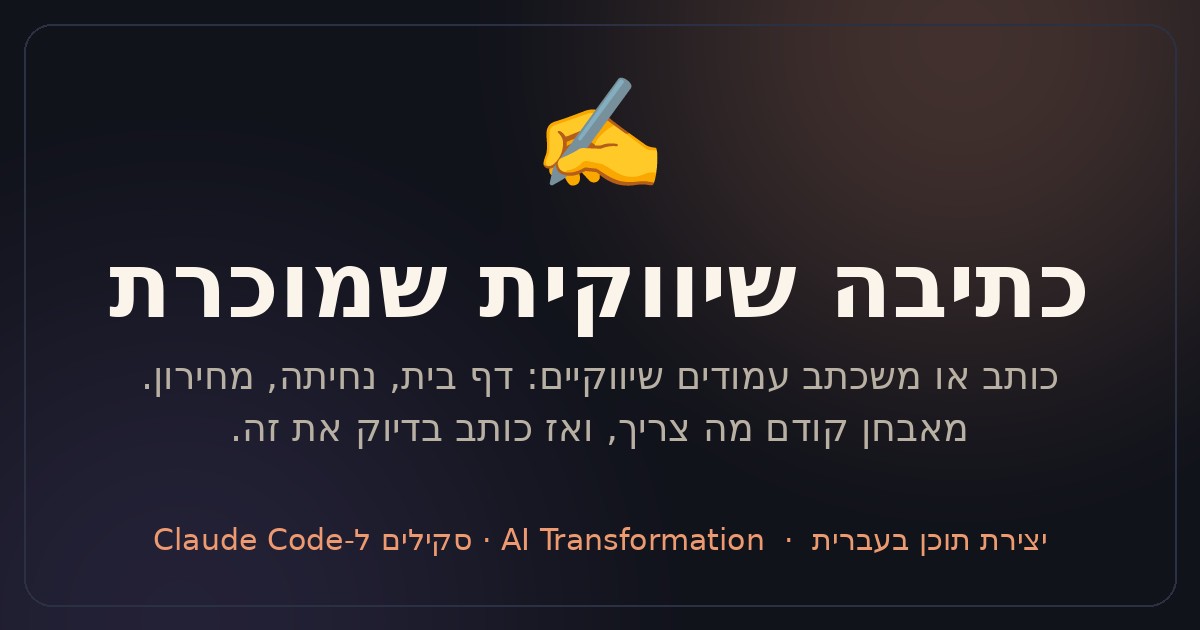 כתיבה שיווקית שמוכרת
כותב או משכתב עמודים שיווקיים: דף בית, נחיתה, מחירון.
מאבחן קודם מה צריך, ואז כותב בדיוק את זה.
יצירת תוכן בעברית · AI Transformation · סקילים ל-Claude Code